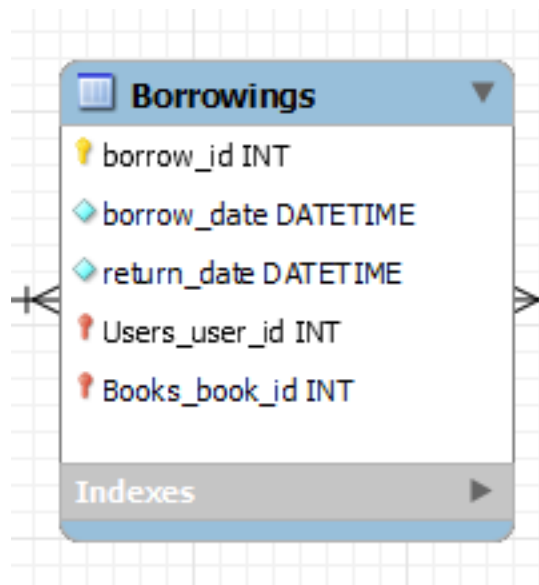 Borrowings
borrow_id INT
borrow_date DATETIME
return_date DATETIME
Users_user_id INT
Books_book_id INT
Indexes